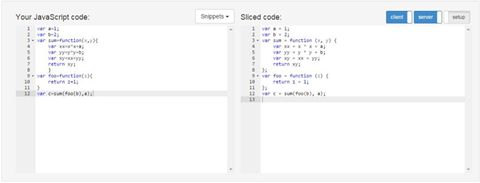 Your JavaScript code:
Snippets
1 var a=1;
2 var b=2;
3 var sum=function(x,y){
4 var xx=x*x+a;
5 var yy=y*y+b;
6 var xy=xx+yy;
7 return xy;
8 }
9 var foo=function(z){
10 return z+1;
11 }
12 var c=sum(foo(b),a);
Sliced code:
client server setup
1 var a = 1;
2 var b = 2;
3 var sum = function (x, y) {
4 var xx = x * x + a;
5 var yy = y * y + b;
6 var xy = xx + yy;
7 return xy;
8 };
9 var foo = function (z) {
10 return z + 1;
11 };
12 var c = sum(foo(b), a);
13